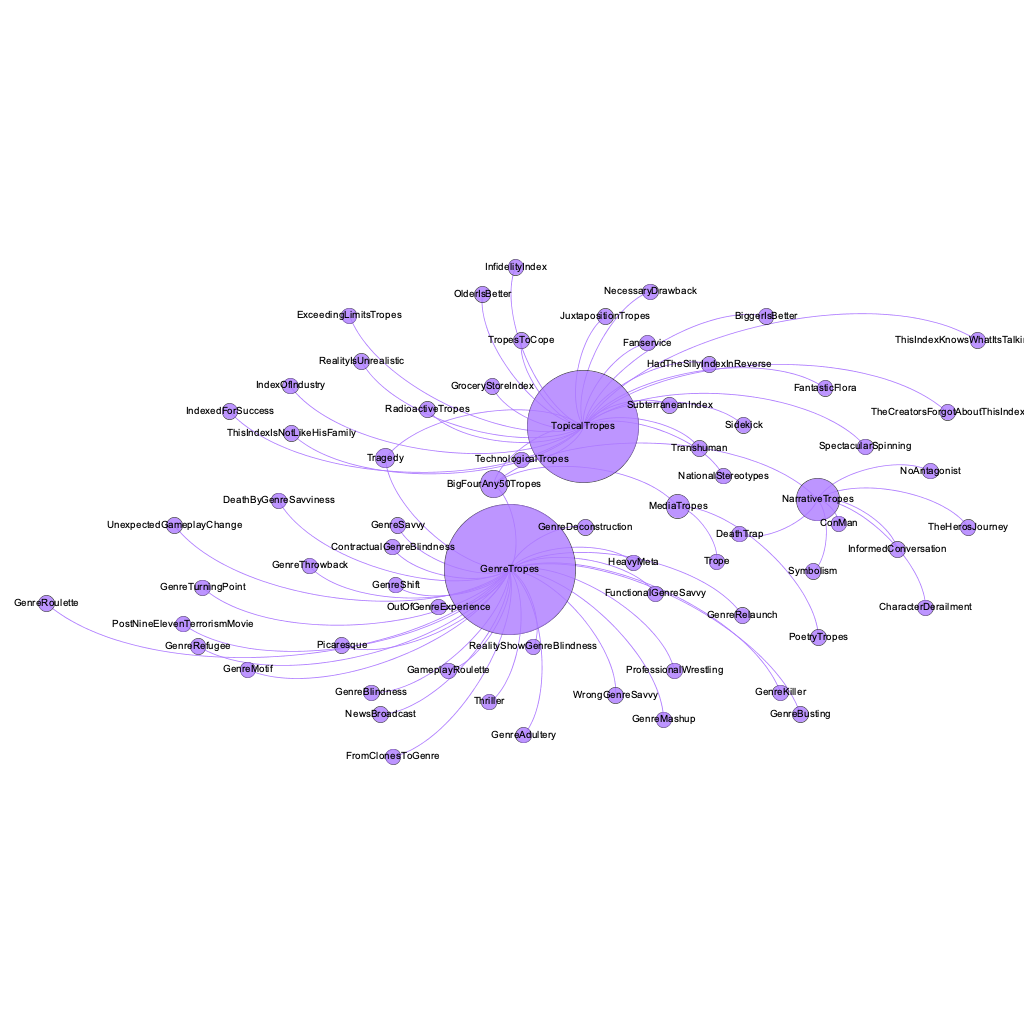 InfidelityIndex
NecessaryDrawback
OlderIsBetter
ExceedingLimitsTropes
JuxtapositionTropes
BiggerIsBetter
TropesToCope
Fanservice
ThisIndexKnowsWhatItsTalki
RealityIsUnrealistic
HadTheSillyIndexInReverse
IndexOfIndustry
GroceryStoreIndex
FantasticFlora
IndexedForSuccess
RadioactiveTropes
SubterraneanIndex
TheCreatorsForgotAboutThisIndex
TopicalTropes
Sidekick
ThisIndexIsNotLikeHisFamily
Transhuman
SpectacularSpinning
Tragedy
TechnologicalTropes
NoAntagonist
NationalStereotypes
BigFourAny50Tropes
DeathByGenreSavviness
MediaTropes
NarrativeTropes
UnexpectedGameplayChange
GenreSavvy
GenreDeconstruction
ConMan
TheHerosJourney
DeathTrap
ContractualGenreBlindness
InformedConversation
GenreThrowback
GenreTropes
HeavyMeta
Trope
Symbolism
GenreTurningPoint
GenreShift
FunctionalGenreSavvy
GenreRoulette
OutOfGenreExperience
CharacterDerailment
GenreRelaunch
PostNineElevenTerrorismMovie
PoetryTropes
GenreRefugee
Picaresque
RealityShowGenreBlindness
GenreMotif
GameplayRoulette
ProfessionalWrestling
GenreBlindness
WrongGenreSavvy
GenreKiller
Thriller
NewsBroadcast
GenreMashup
GenreBusting
GenreAdultery
FromClonesToGenre